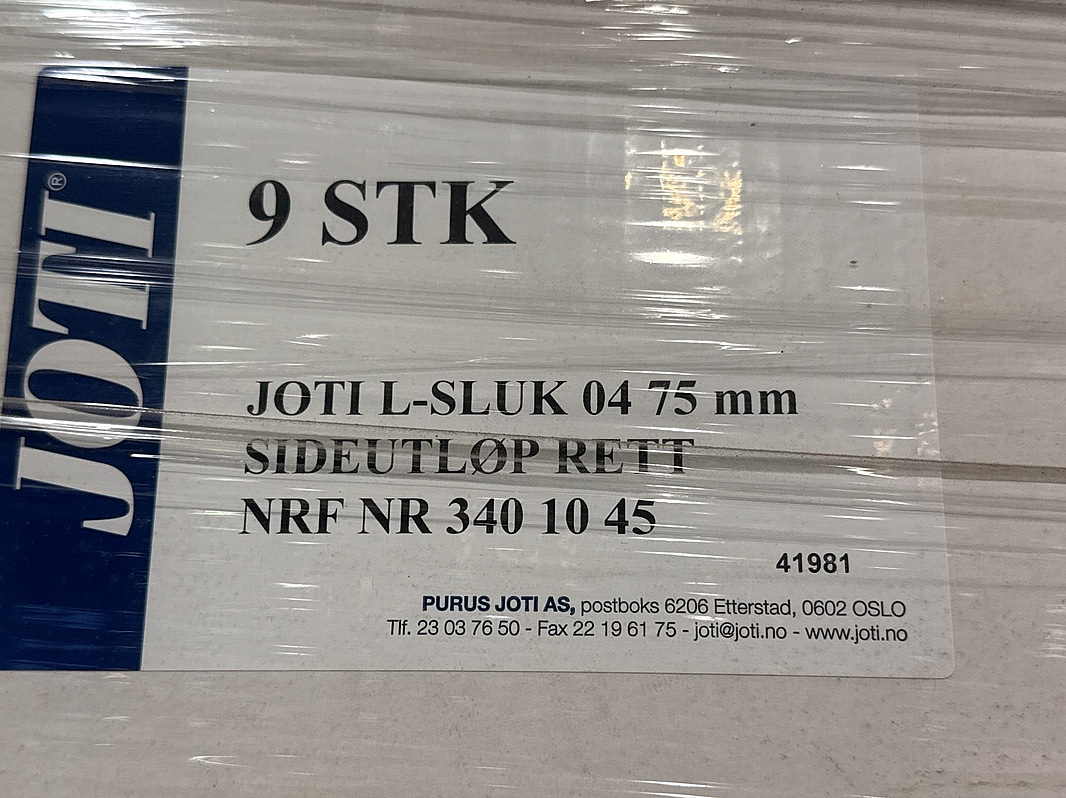 JOTI®
9 STK
JOTI L-SLUK 04 75 mm
SIDEUTLØP RETT
NRF NR 340 10 45
41981
PURUS JOTI AS, postboks 6206 Etterstad, 0602 OSLO
Tlf. 23 03 76 50 - Fax 22 19 61 75 - joti@joti.no - www.joti.no